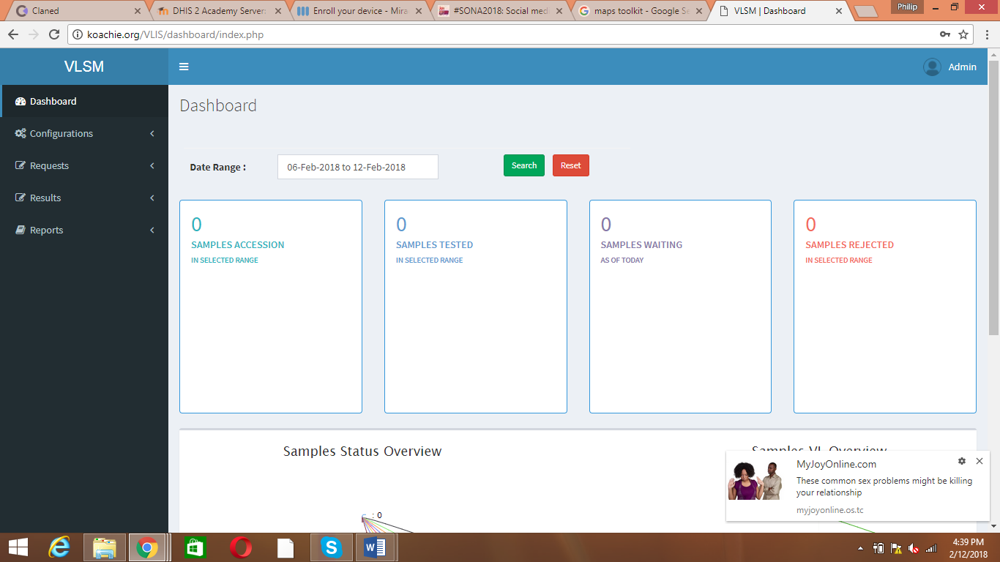 Claned
DHIS 2 Academy Server:
Enroll your device - Mira
#SONA2018: Social medi
maps toolkit - Google Se
VLSM | Dashboard
Philip
koachie.org/VLIS/dashboard/index.php
VLSM
Admin
Dashboard
Configurations
Requests
Results
Reports
Dashboard
Date Range :
06-Feb-2018 to 12-Feb-2018
Search
Reset
0
SAMPLES ACCESSION
IN SELECTED RANGE
0
SAMPLES TESTED
IN SELECTED RANGE
0
SAMPLES WAITING
AS OF TODAY
0
SAMPLES REJECTED
IN SELECTED RANGE
Samples Status Overview
: 0
Samples VL Overview
MyJoyOnline.com
These common sex problems might be killing
your relationship
myjoyonline.os.tc
4:39 PM
2/12/2018